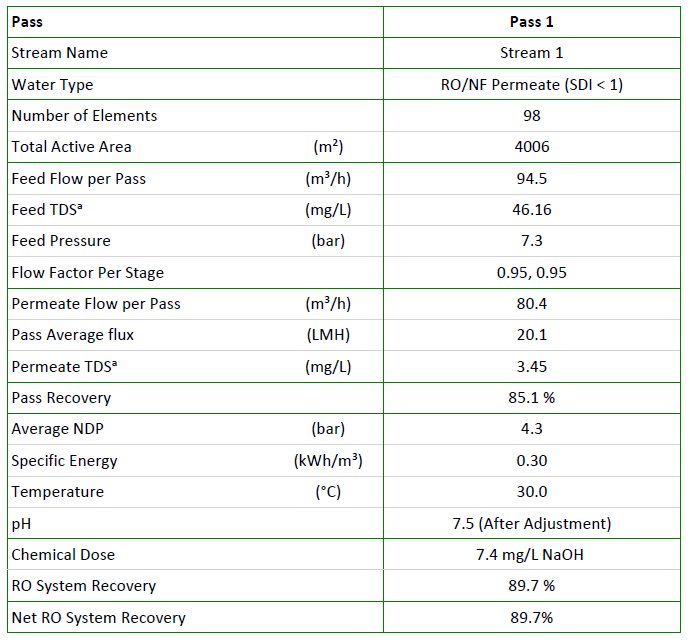 Pass Pass 1
Stream Name Stream 1
Water Type RO/NF Permeate (SDI < 1)
Number of Elements 98
Total Active Area (m²) 4006
Feed Flow per Pass (m³/h) 94.5
Feed TDSᵃ (mg/L) 46.16
Feed Pressure (bar) 7.3
Flow Factor Per Stage 0.95, 0.95
Permeate Flow per Pass (m³/h) 80.4
Pass Average flux (LMH) 20.1
Permeate TDSᵃ (mg/L) 3.45
Pass Recovery 85.1 %
Average NDP (bar) 4.3
Specific Energy (kWh/m³) 0.30
Temperature (°C) 30.0
pH 7.5 (After Adjustment)
Chemical Dose 7.4 mg/L NaOH
RO System Recovery 89.7 %
Net RO System Recovery 89.7%